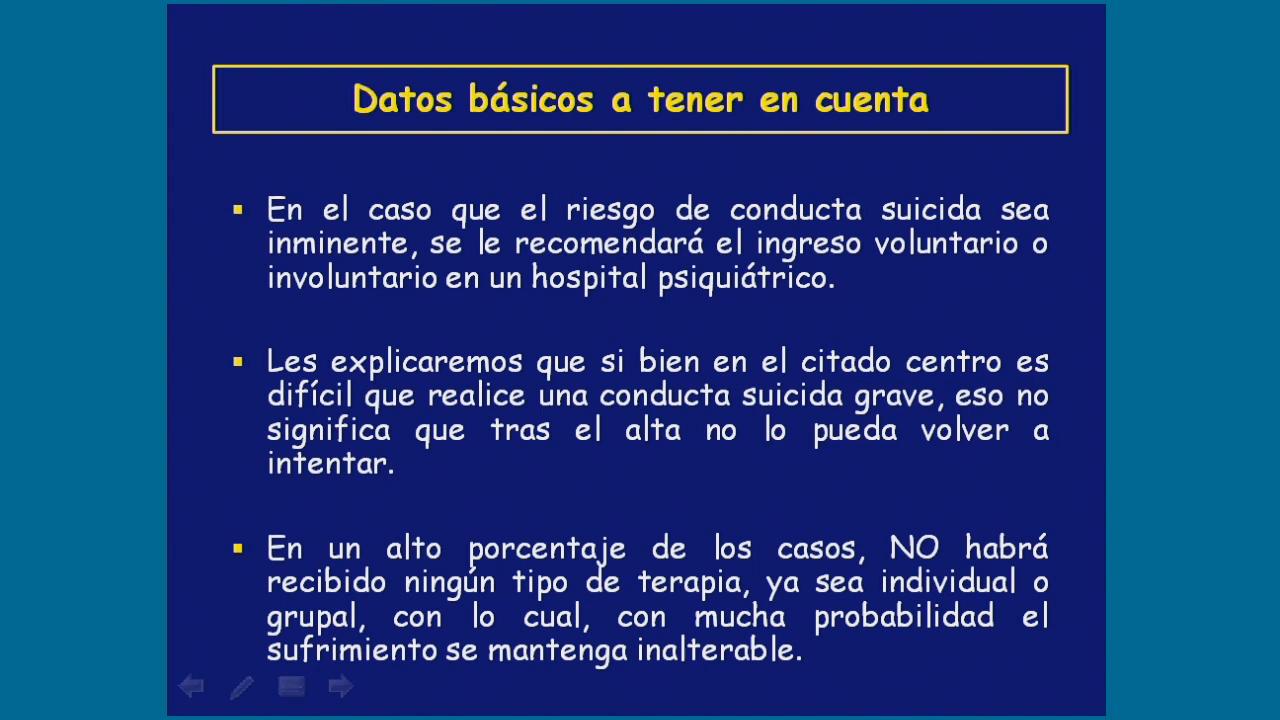 Datos básicos a tener en cuenta
▪ En el caso que el riesgo de conducta suicida sea
inminente, se le recomendará el ingreso voluntario o
involuntario en un hospital psiquiátrico.
▪ Les explicaremos que si bien en el citado centro es
difícil que realice una conducta suicida grave, eso no
significa que tras el alta no lo pueda volver a
intentar.
▪ En un alto porcentaje de los casos, NO habrá
recibido ningún tipo de terapia, ya sea individual o
grupal, con lo cual, con mucha probabilidad el
sufrimiento se mantenga inalterable.